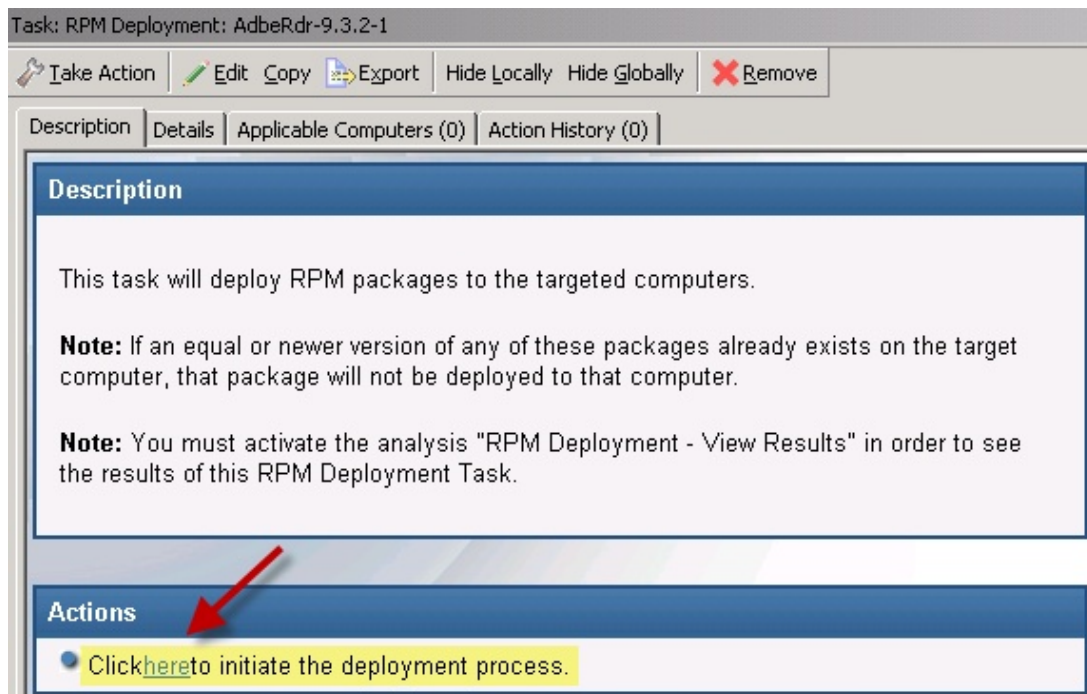 Task: RPM Deployment: AdbeRdr-9.3.2-1
Take Action Edit Copy Export Hide Locally Hide Globally Remove
Description Details Applicable Computers (0) Action History (0)
Description
This task will deploy RPM packages to the targeted computers.
Note: If an equal or newer version of any of these packages already exists on the target
computer, that package will not be deployed to that computer.
Note: You must activate the analysis "RPM Deployment - View Results" in order to see
the results of this RPM Deployment Task.
Actions
Clickhereto initiate the deployment process.